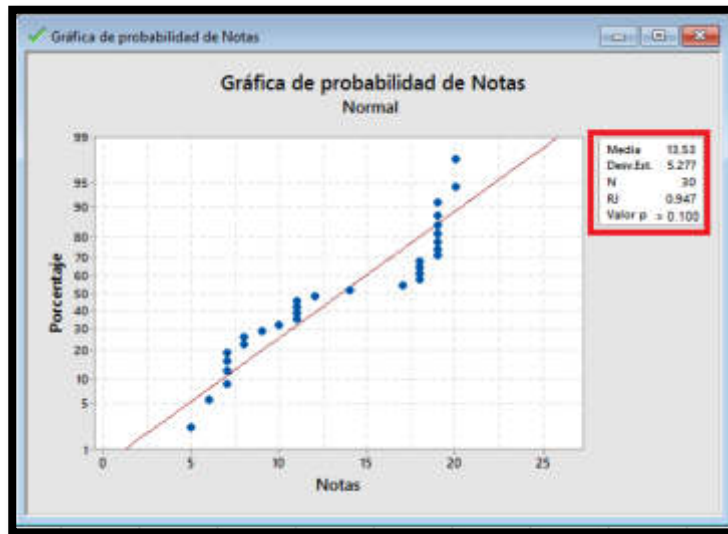 Gráfica de probabilidad de Notas
Gráfica de probabilidad de Notas
Normal
99
95
90
80
70
60
50
40
30
20
10
5
1
Porcentaje
0 5 10 15 20 25
Notas
Media 13,53
Desv.Est. 5.277
N 30
RJ 0.947
Valor p > 0.100